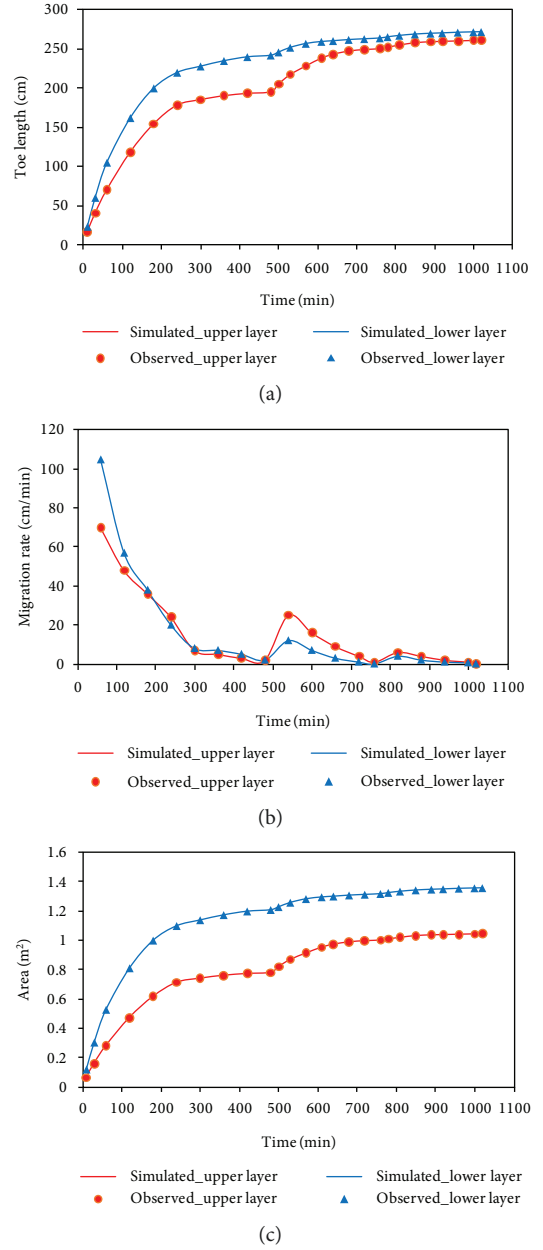 300
250
200
150
100
50
0
Toe length (cm)
0 100 200 300 400 500 600 700 800 900 1000 1100
Time (min)
Simulated_upper layer Simulated_lower layer
Observed_upper layer Observed_lower layer
(a)
120
100
80
60
40
20
0
Migration rate (cm/min)
0 100 200 300 400 500 600 700 800 900 1000 1100
Time (min)
Simulated_upper layer Simulated_lower layer
Observed_upper layer Observed_lower layer
(b)
1.6
1.4
1.2
1
0.8
0.6
0.4
0.2
0
Area (m²)
0 100 200 300 400 500 600 700 800 900 1000 1100
Time (min)
Simulated_upper layer Simulated_lower layer
Observed_upper layer Observed_lower layer
(c)